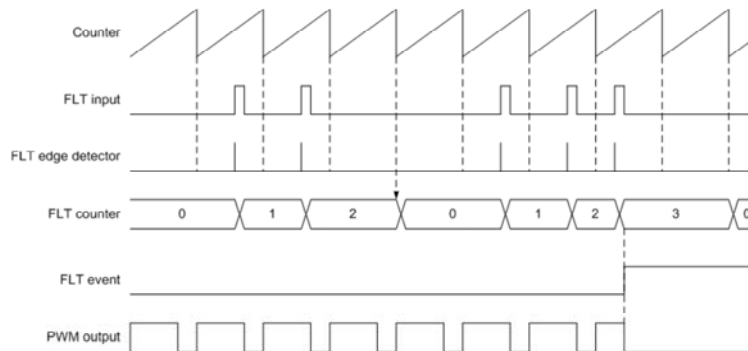 Counter
FLT input
FLT edge detector
FLT counter 0 1 2 0 1 2 3 0
FLT event
PWM output